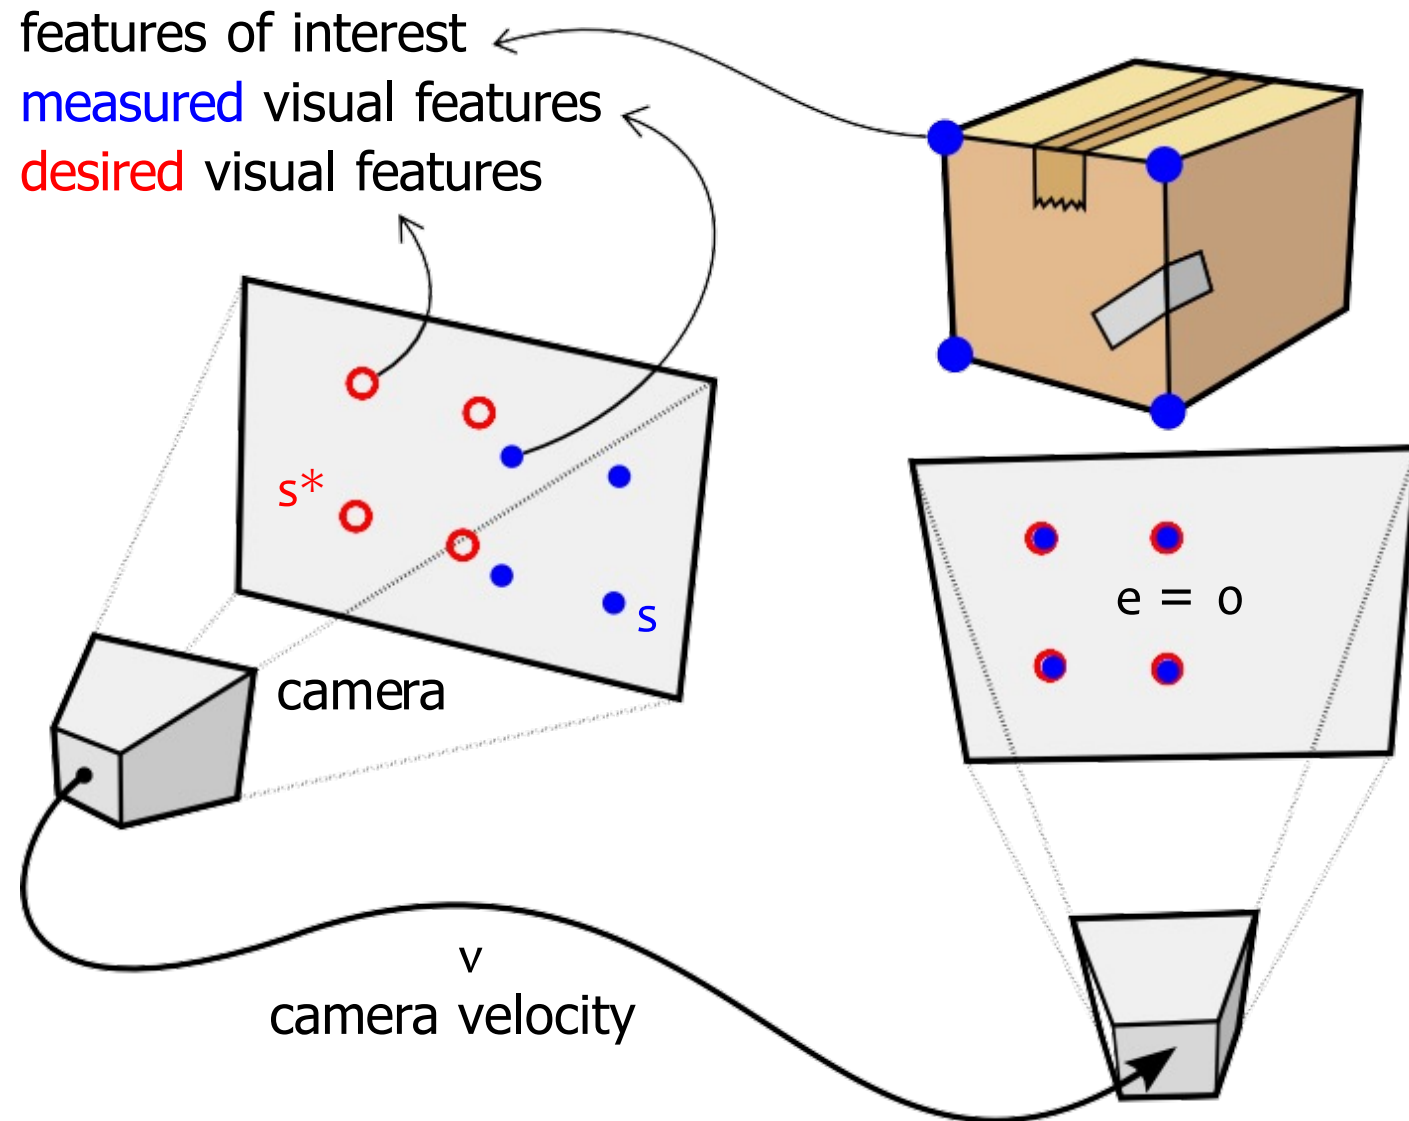 features of interest
measured visual features
desired visual features
s*
s
e = o
camera
v
camera velocity